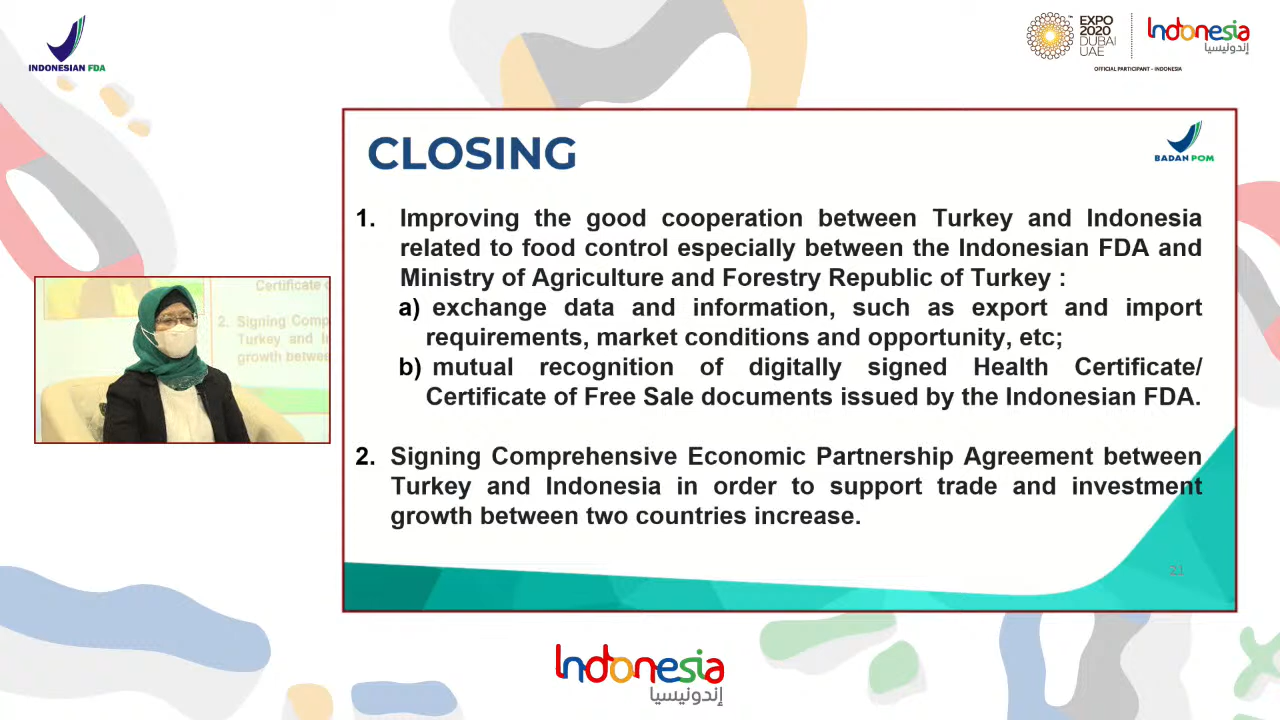 INDONESIAN FDA
EXPO
2020
DUBAI
UAE
Indonesia
إندونيسيا
OFFICIAL PARTICIPANT - INDONESIA
CLOSING
BADAN POM
1. Improving the good cooperation between Turkey and Indonesia
related to food control especially between the Indonesian FDA and
Ministry of Agriculture and Forestry Republic of Turkey :
a) exchange data and information, such as export and import
requirements, market conditions and opportunity, etc;
b) mutual recognition of digitally signed Health Certificate/
Certificate of Free Sale documents issued by the Indonesian FDA.
2. Signing Comprehensive Economic Partnership Agreement between
Turkey and Indonesia in order to support trade and investment
growth between two countries increase.
21
Certificate o
2. Signing Comp
Turkey and I
growth betwee
Indonesia
إندونيسيا